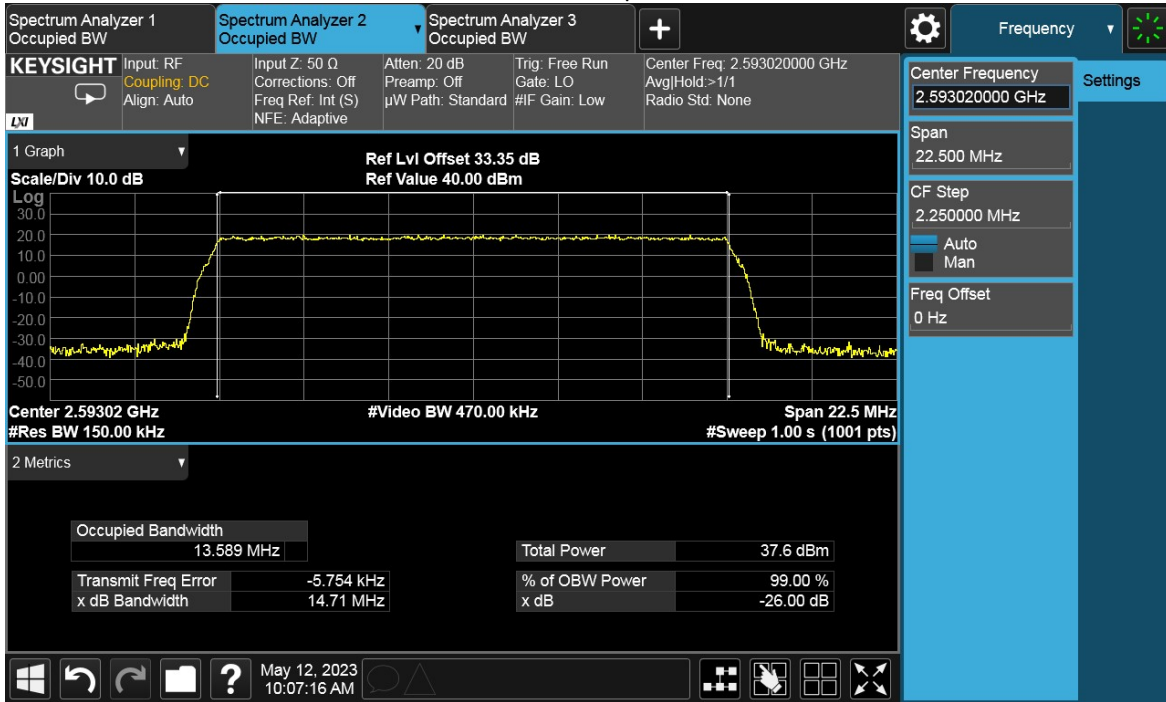 Spectrum Analyzer 1
Occupied BW
Spectrum Analyzer 2
Occupied BW
Spectrum Analyzer 3
Occupied BW
+
Frequency
KEYSIGHT
LXI
Input: RF
Coupling: DC
Align: Auto
Input Z: 50 Ω
Corrections: Off
Freq Ref: Int (S)
NFE: Adaptive
Atten: 20 dB
Preamp: Off
µW Path: Standard
Trig: Free Run
Gate: LO
#IF Gain: Low
Center Freq: 2.593020000 GHz
Avg|Hold:>1/1
Radio Std: None
Center Frequency
2.593020000 GHz
Settings
Span
22.500 MHz
CF Step
2.250000 MHz
Auto
Man
Freq Offset
0 Hz
1 Graph
Scale/Div 10.0 dB
Ref Lvl Offset 33.35 dB
Ref Value 40.00 dBm
Log
30.0
20.0
10.0
0.00
-10.0
-20.0
-30.0
-40.0
-50.0
Center 2.59302 GHz
#Video BW 470.00 kHz
Span 22.5 MHz
#Res BW 150.00 kHz
#Sweep 1.00 s (1001 pts)
2 Metrics
Occupied Bandwidth
13.589 MHz
Total Power 37.6 dBm
Transmit Freq Error -5.754 kHz
% of OBW Power 99.00 %
x dB Bandwidth 14.71 MHz
x dB -26.00 dB
?
May 12, 2023
10:07:16 AM